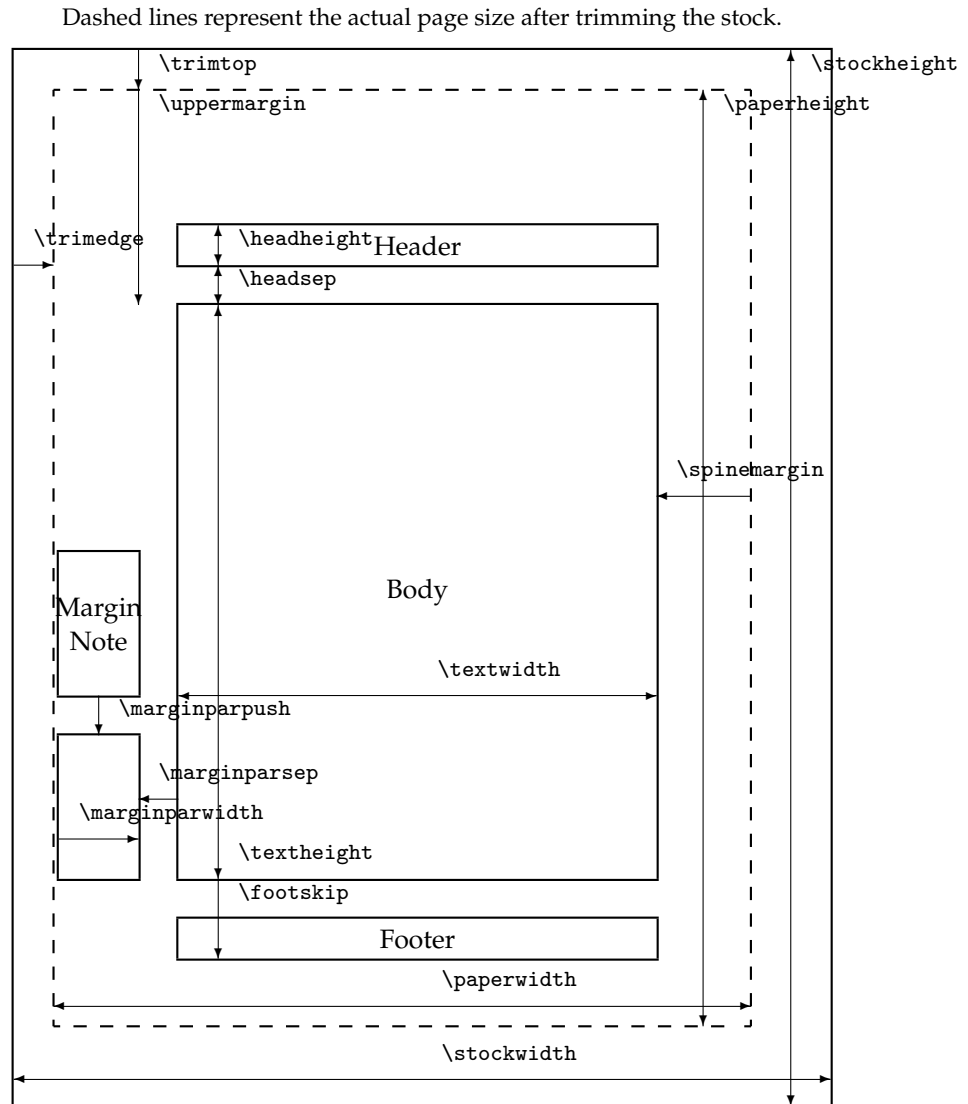 Dashed lines represent the actual page size after trimming the stock.
\trimtop
\stockheight
\uppermargin
\paperheight
\trimedge
\headheight
Header
\headsep
\spinemargin
Body
Margin
Note
\textwidth
\marginparpush
\marginparsep
\marginparwidth
\textheight
\footskip
Footer
\paperwidth
\stockwidth